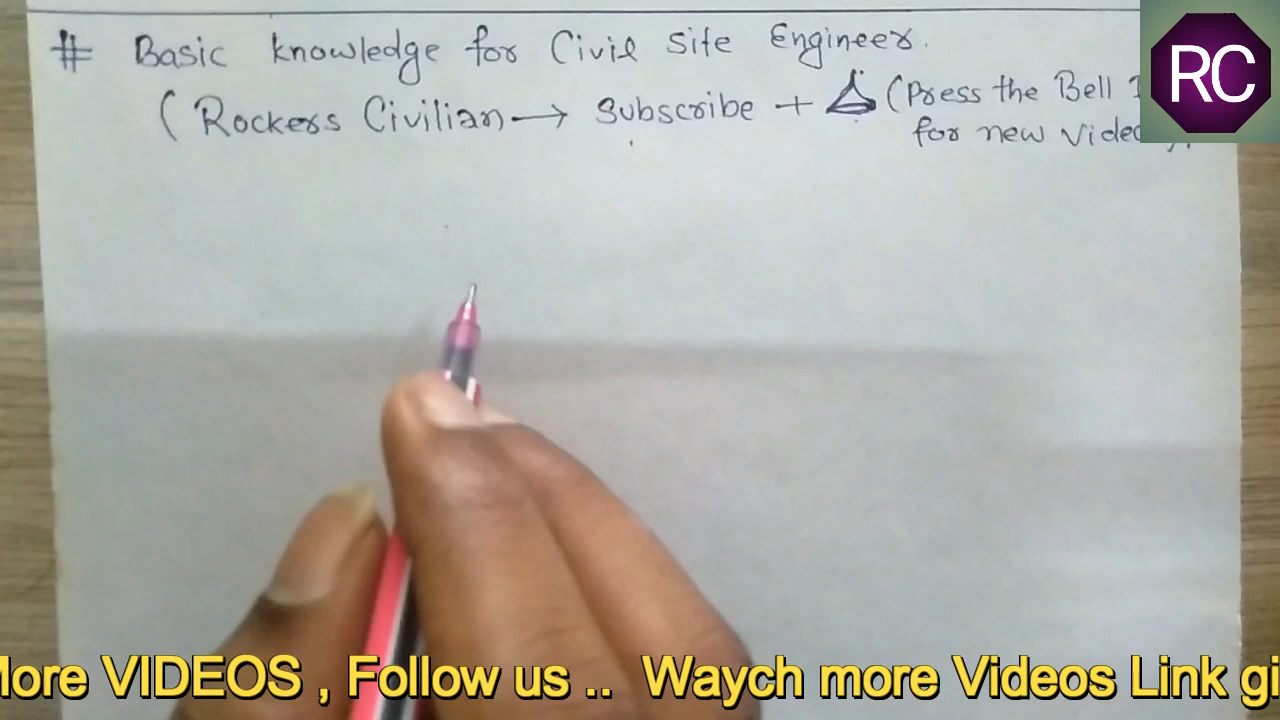 # Basic knowledge for Civil Site Engineer.
(Rockers Civilian → Subscribe + (Press the Bell
for new Video
RC
More VIDEOS , Follow us .. Waych more Videos Link gi